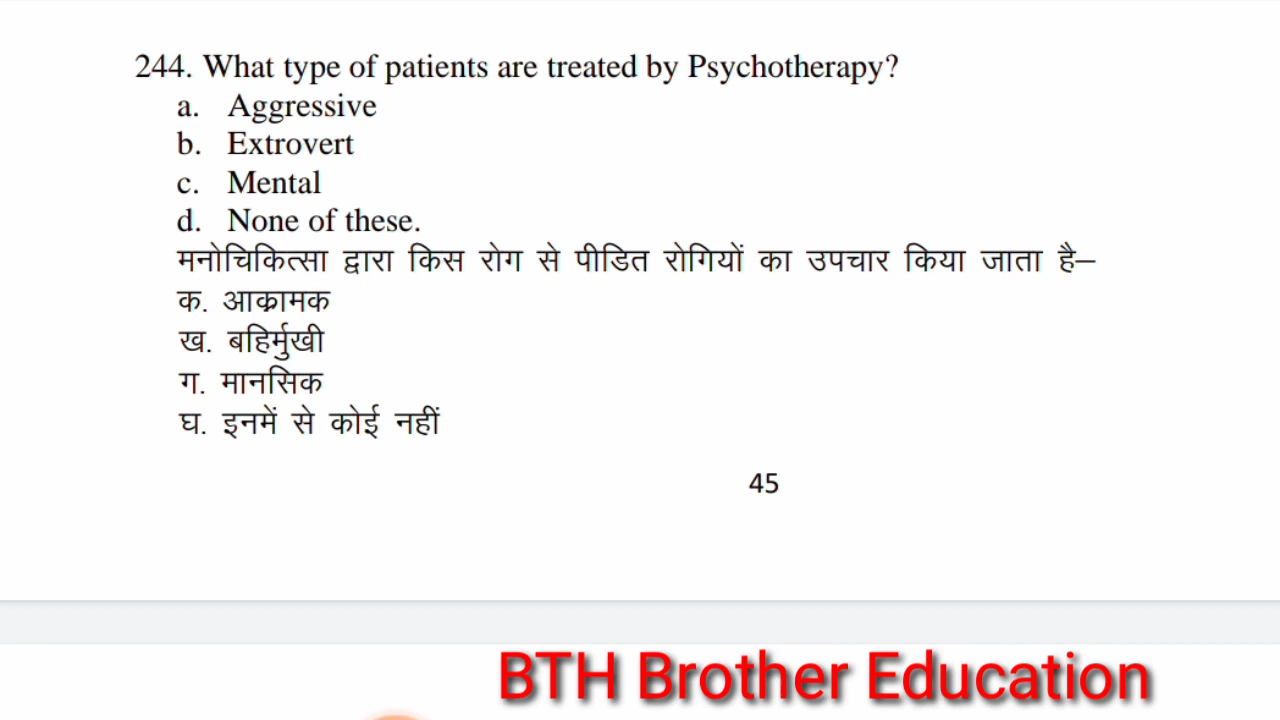 244. What type of patients are treated by Psychotherapy?
a. Aggressive
b. Extrovert
c. Mental
d. None of these.
मनोचिकित्सा द्वारा किस रोग से पीडित रोगियों का उपचार किया जाता है–
क. आक्रामक
ख. बहिर्मुखी
ग. मानसिक
घ. इनमें से कोई नहीं
45
BTH Brother Education